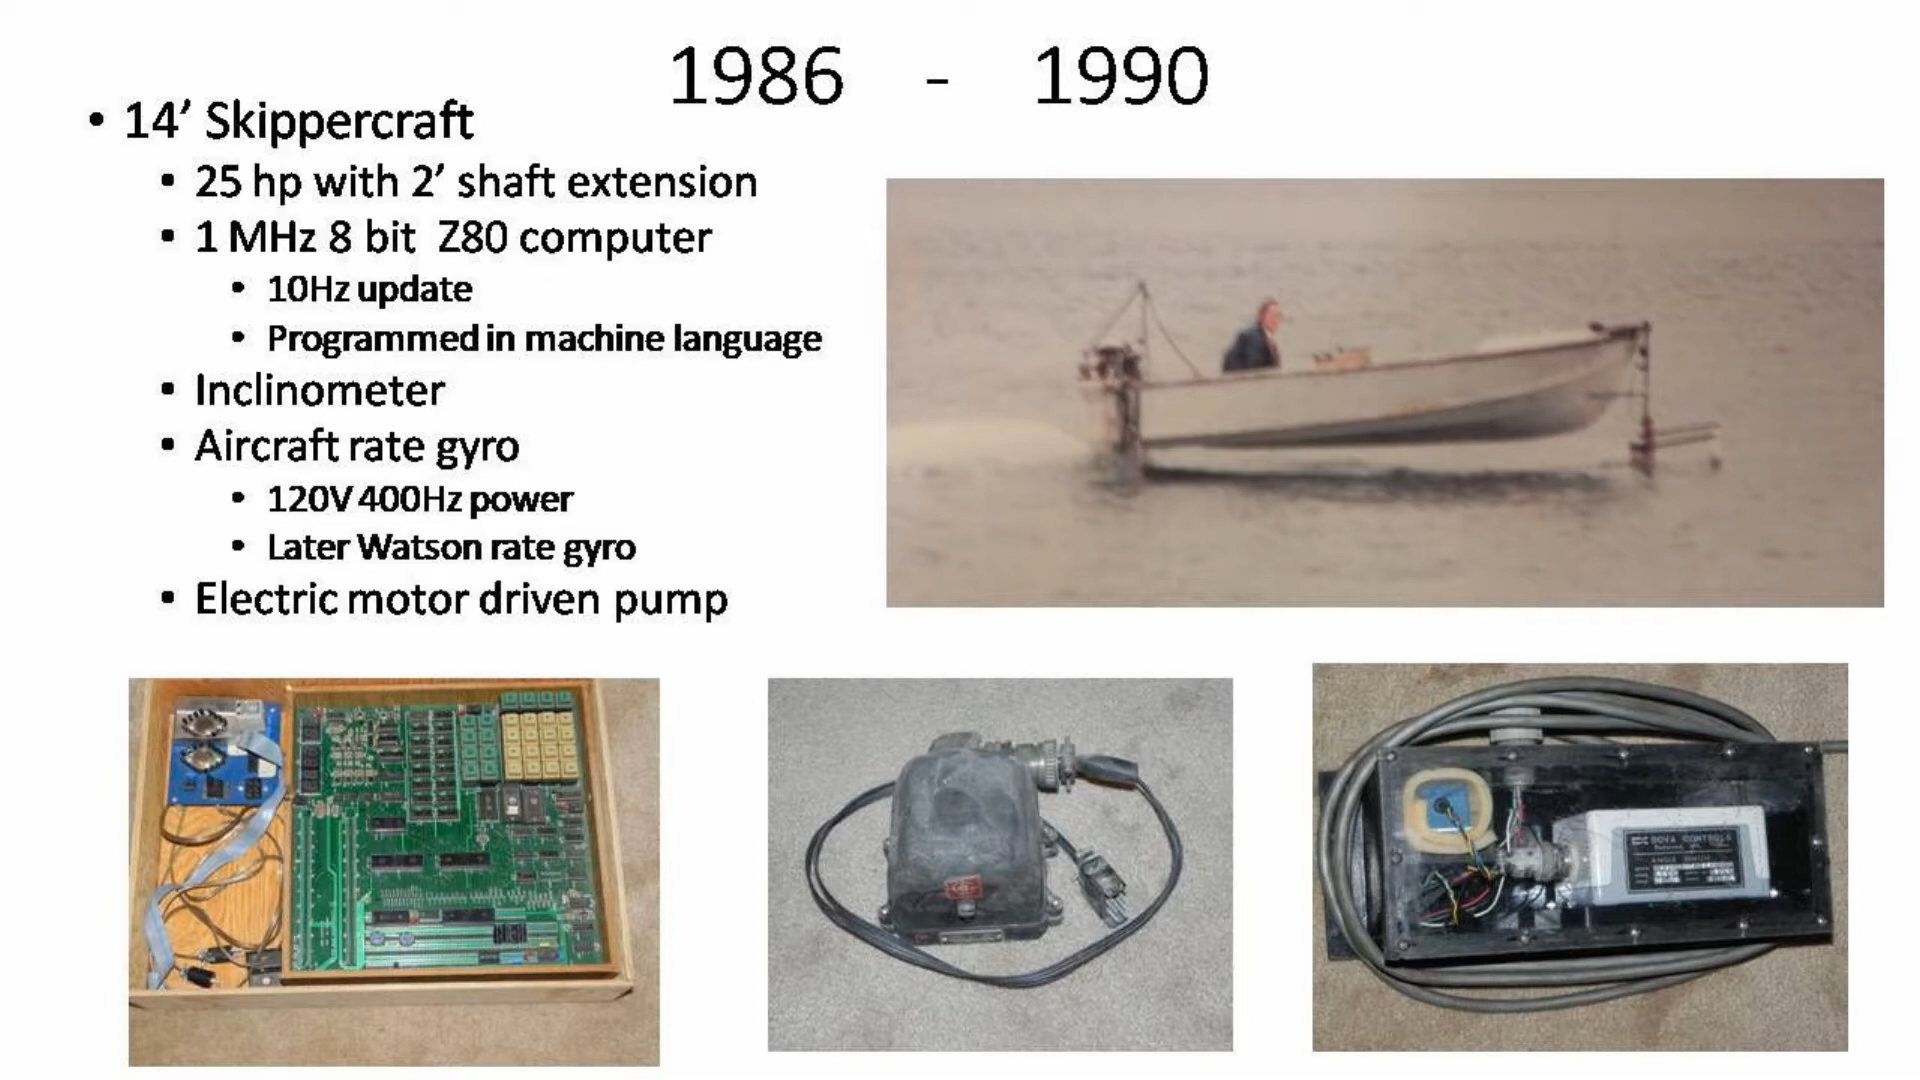 1986 - 1990
• 14’ Skippercraft
• 25 hp with 2’ shaft extension
• 1 MHz 8 bit Z80 computer
• 10Hz update
• Programmed in machine language
• Inclinometer
• Aircraft rate gyro
• 120V 400Hz power
• Later Watson rate gyro
• Electric motor driven pump
CONTROLS